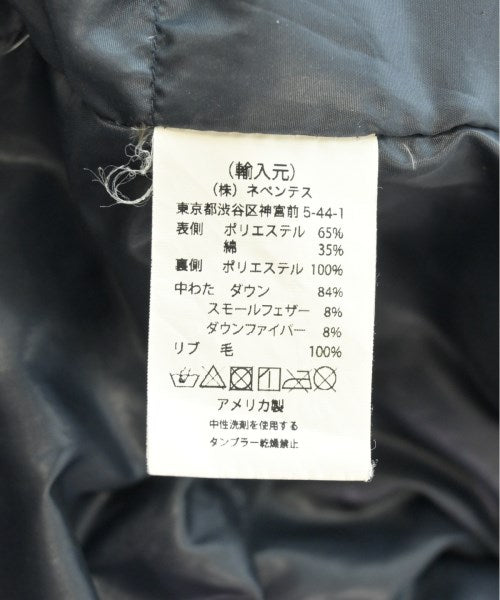 （輸入元）
（株）ネペンテス
東京都渋谷区神宮前5-44-1
表側 ポリエステル 65%
綿 35%
裏側 ポリエステル 100%
中わた ダウン 84%
スモールフェザー 8%
ダウンファイバー 8%
リブ 毛 100%
アメリカ製
中性洗剤を使用する
タンブラー乾燥禁止